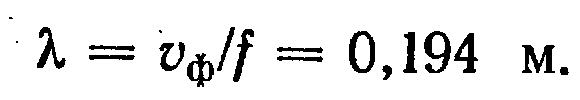 λ = v_ф/f = 0,194 м.